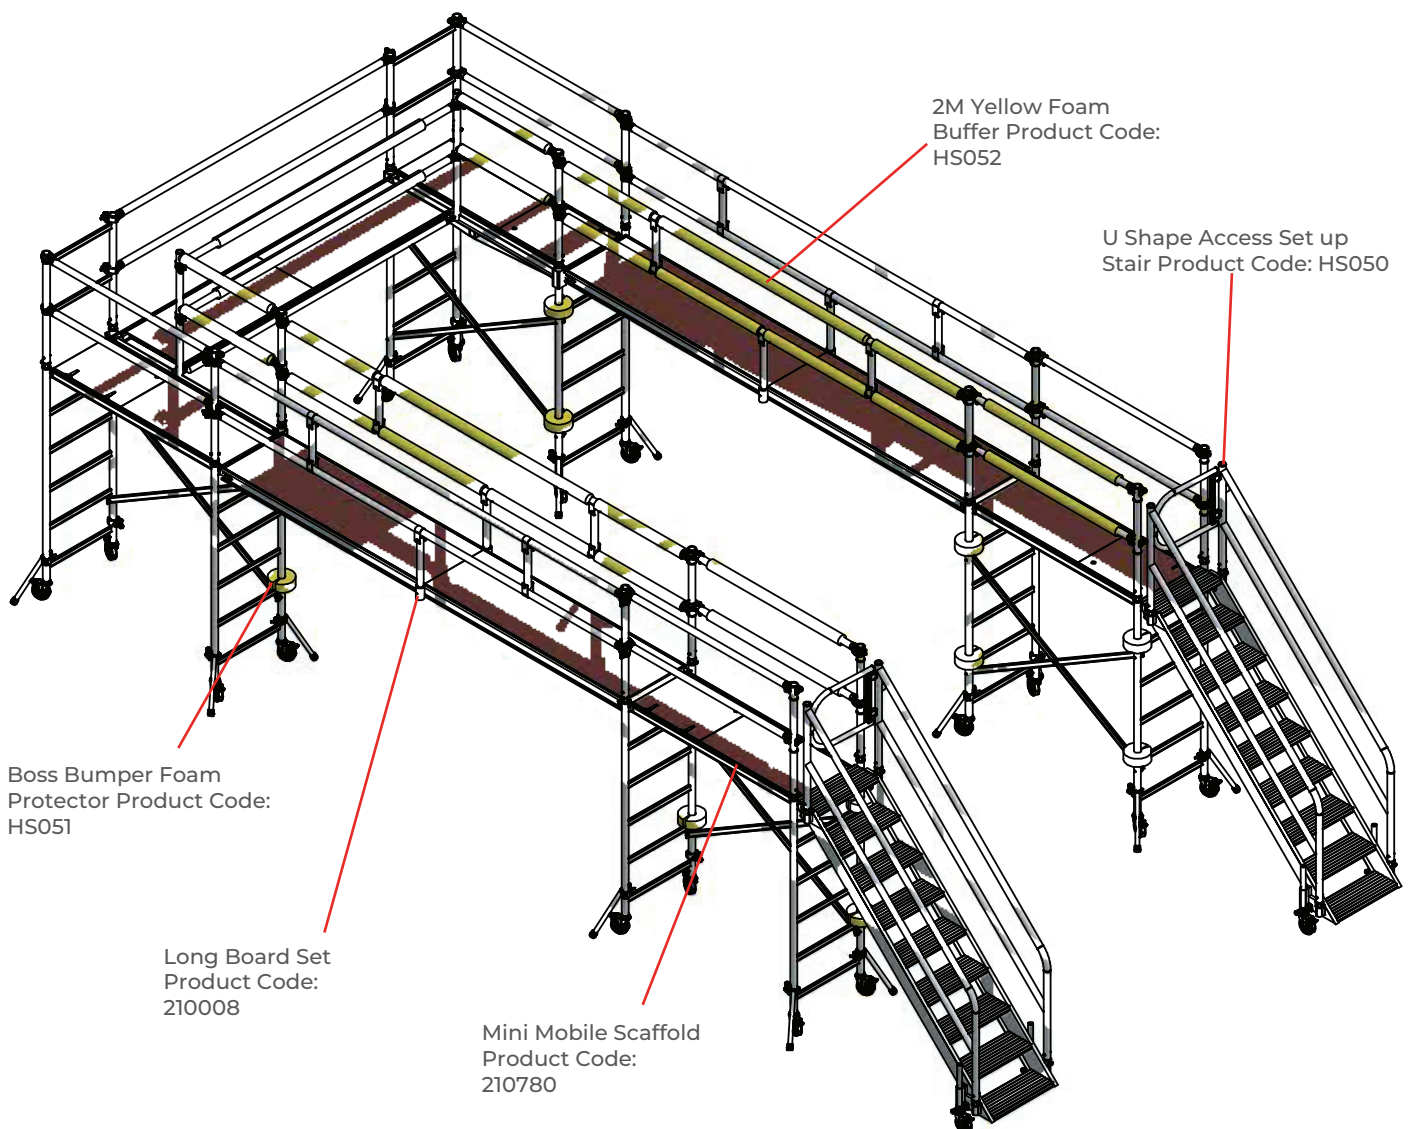 2M Yellow Foam
Buffer Product Code:
HS052
U Shape Access Set up
Stair Product Code: HS050
Boss Bumper Foam
Protector Product Code:
HS051
Long Board Set
Product Code:
210008
Mini Mobile Scaffold
Product Code:
210780